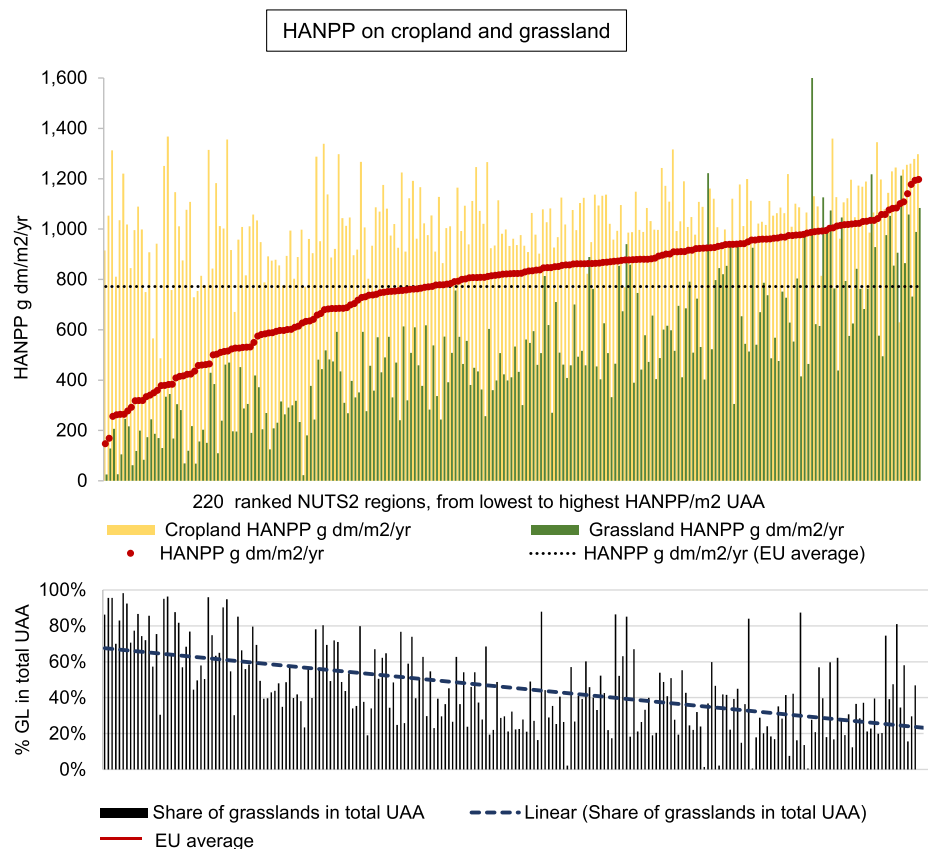 HANPP on cropland and grassland
HANPP g dm/m2/yr
1,600
1,400
1,200
1,000
800
600
400
200
0
220 ranked NUTS2 regions, from lowest to highest HANPP/m2 UAA
Cropland HANPP g dm/m2/yr
Grassland HANPP g dm/m2/yr
HANPP g dm/m2/yr
HANPP g dm/m2/yr (EU average)
% GL in total UAA
100%
80%
60%
40%
20%
0%
Share of grasslands in total UAA
Linear (Share of grasslands in total UAA)
EU average